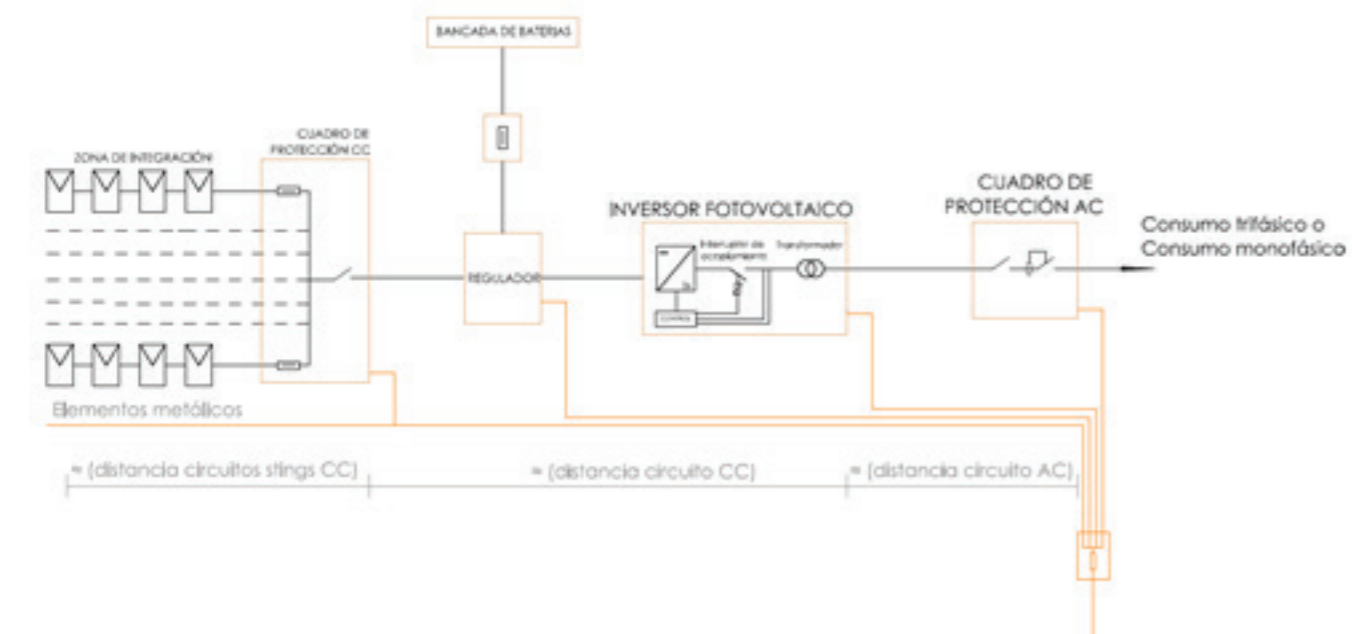 BANCADA DE BATERIAS
CUADRO DE
PROTECCIÓN CC
ZONA DE INTEGRACIÓN
CUADRO DE
PROTECCIÓN AC
INVERSOR FOTOVOLTAICO
Consumo trifásico o
Consumo monofásico
Interruptor de
acoplamiento
Transformador
REGULADOR
CONTROL
Elementos metálicos
≈ (distancia circuitos stings CC)
≈ (distancia circuito CC)
≈ (distancia circuito AC)